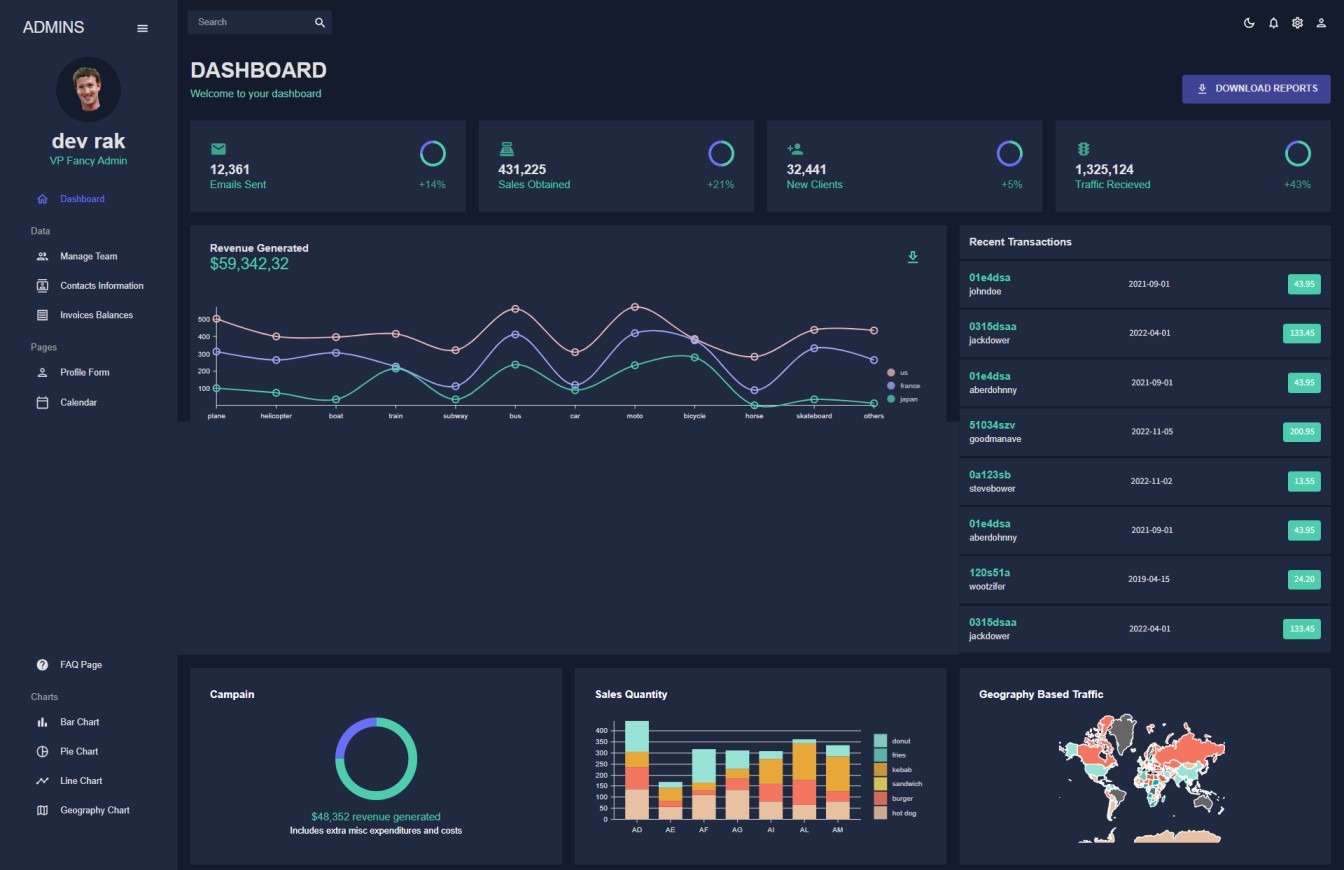 ADMINS
Search
dev rak
VP Fancy Admin
Dashboard
Data
Manage Team
Contacts Information
Invoices Balances
Pages
Profile Form
Calendar
FAQ Page
Charts
Bar Chart
Pie Chart
Line Chart
Geography Chart
DASHBOARD
Welcome to your dashboard
DOWNLOAD REPORTS
12,361
Emails Sent +14%
431,225
Sales Obtained +21%
32,441
New Clients +5%
1,325,124
Traffic Recieved +43%
Revenue Generated
$59,342,32
500
400
300
200
100
plane helicopter boat train subway bus car moto bicycle horse skateboard others
us
france
japan
Recent Transactions
01e4dsa
johndoe
2021-09-01
43.95
0315dsaa
jackdower
2022-04-01
133.45
01e4dsa
aberdohnny
2021-09-01
43.95
51034szv
goodmanave
2022-11-05
200.95
0a123sb
stevebower
2022-11-02
13.55
01e4dsa
aberdohnny
2021-09-01
43.95
120s51a
wootzifer
2019-04-15
24.20
0315dsaa
jackdower
2022-04-01
133.45
Campain
$48,352 revenue generated
Includes extra misc expenditures and costs
Sales Quantity
400
350
300
250
200
150
100
50
0
AD AE AF AG AI AL AM
donut
fries
kebab
sandwich
burger
hot dog
Geography Based Traffic